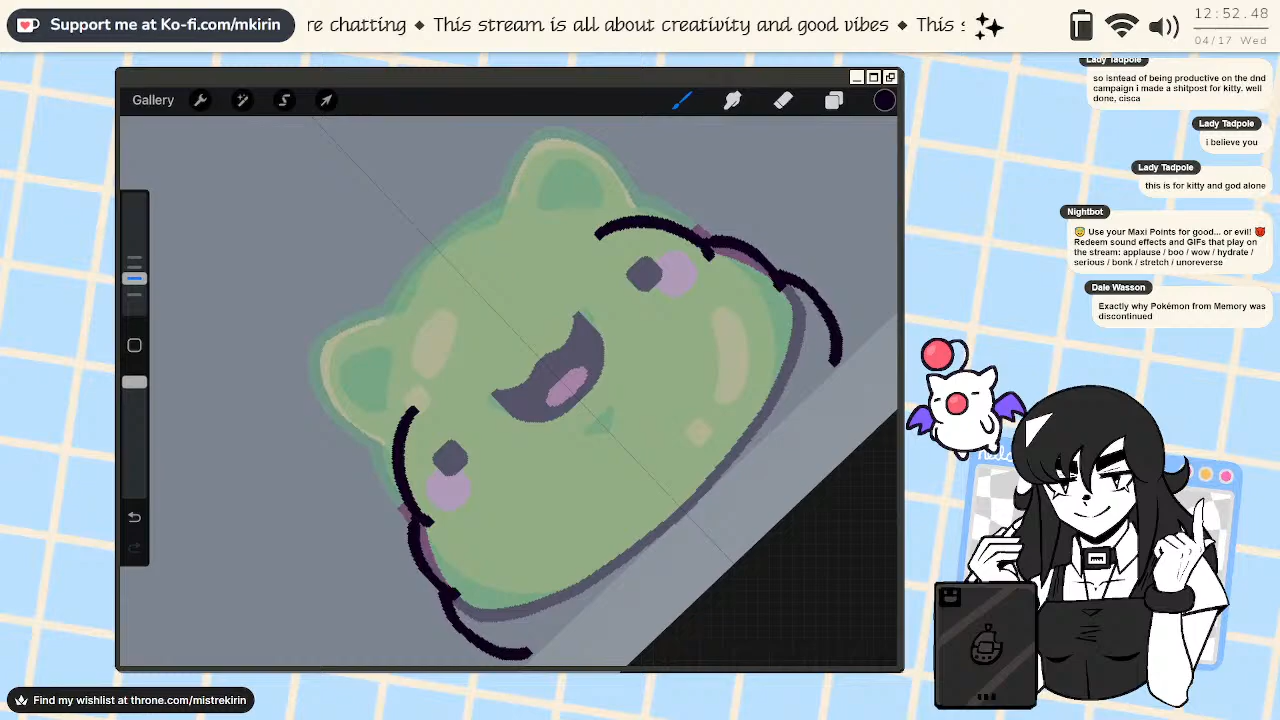 Support me at Ko-fi.com/mkirin
re chatting ◆ This stream is all about creativity and good vibes ◆ This s
12:52.48
04/17 Wed
Gallery
Lady Tadpole
so isntead of being productive on the dnd
campaign i made a shitpost for kitty, well
done, cisca
Lady Tadpole
i believe you
Lady Tadpole
this is for kitty and god alone
Nightbot
😇 Use your Maxi Points for good... or evil! 😈
Redeem sound effects and GIFs that play on
the stream: applause / boo / wow / hydrate /
serious / bonk / stretch / unoreverse
Dale Wasson
Exactly why Pokémon from Memory was
discontinued
Find my wishlist at throne.com/mistrekirin